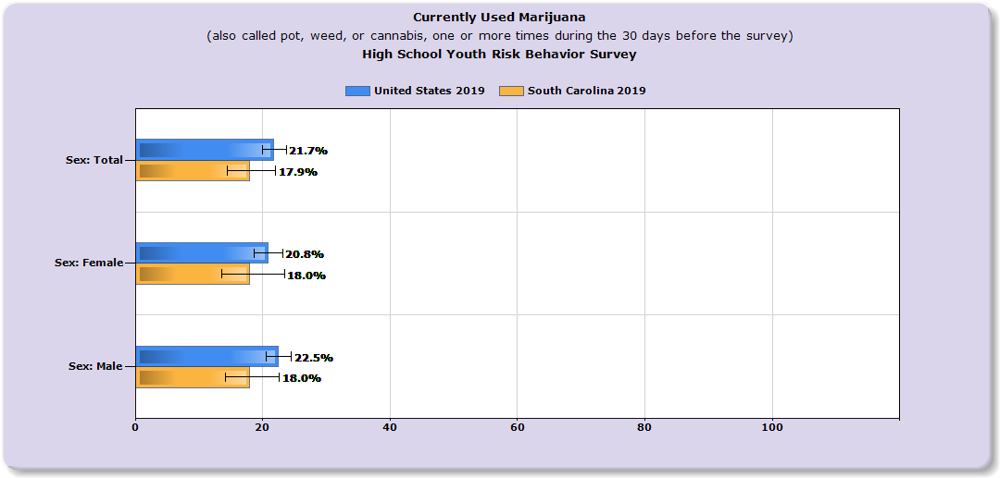 Currently Used Marijuana
(also called pot, weed, or cannabis, one or more times during the 30 days before the survey)
High School Youth Risk Behavior Survey
United States 2019 South Carolina 2019
21.7%
Sex: Total
17.9%
20.8%
Sex: Female
18.0%
22.5%
Sex: Male
18.0%
0 20 40 60 80 100